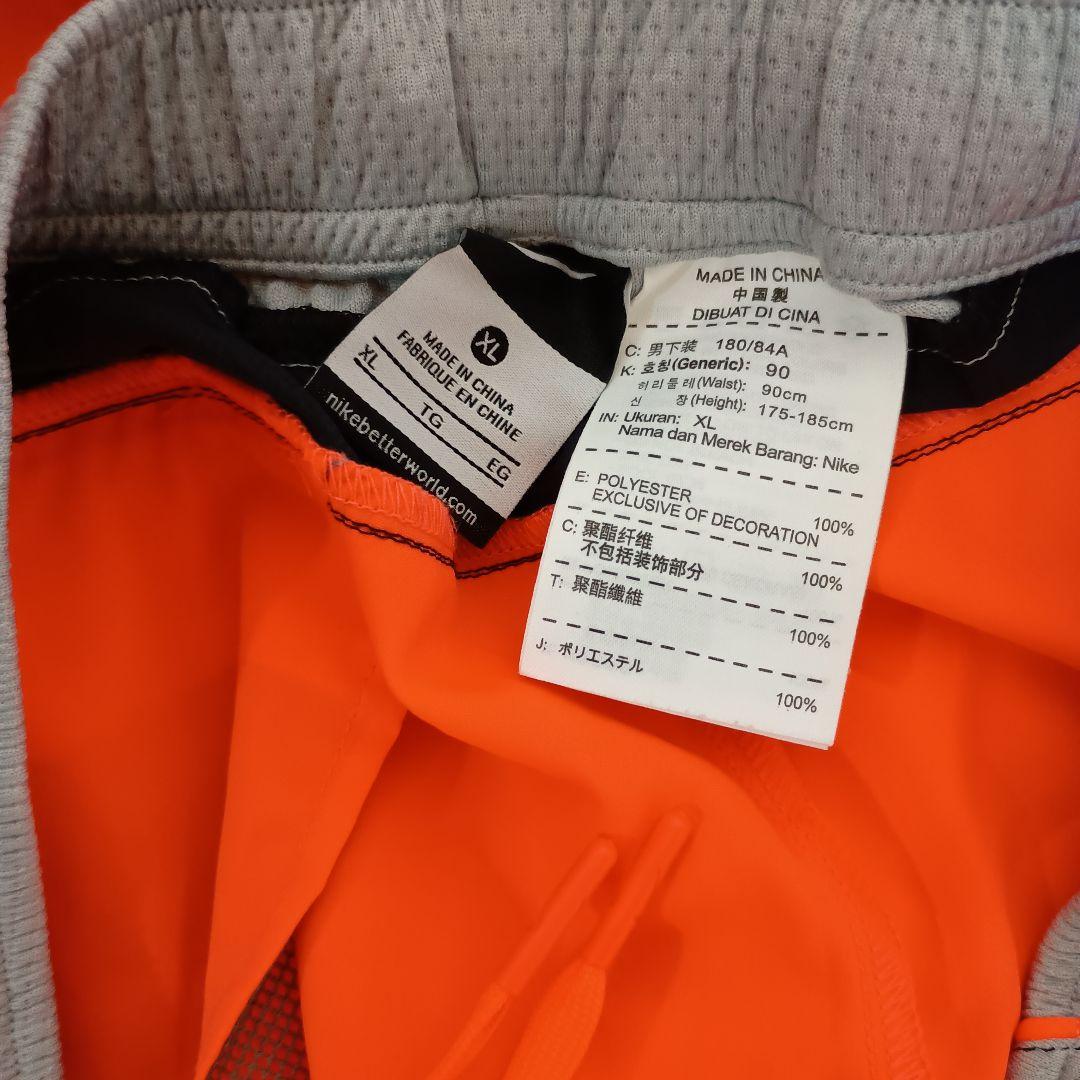 XL
MADE IN CHINA
FABRIQUE EN CHINE
XL TG EG
nikebetterworld.com
MADE IN CHINA
中国製
DIBUAT DI CINA
C: 男下装 180/84A
K: 호칭(Generic): 90
허리둘레(Waist): 90cm
신 장(Height): 175-185cm
IN: Ukuran: XL
Nama dan Merek Barang: Nike
E: POLYESTER 100%
EXCLUSIVE OF DECORATION
C: 聚酯纤维 100%
不包括装饰部分
T: 聚酯纖維 100%
J: ポリエステル 100%